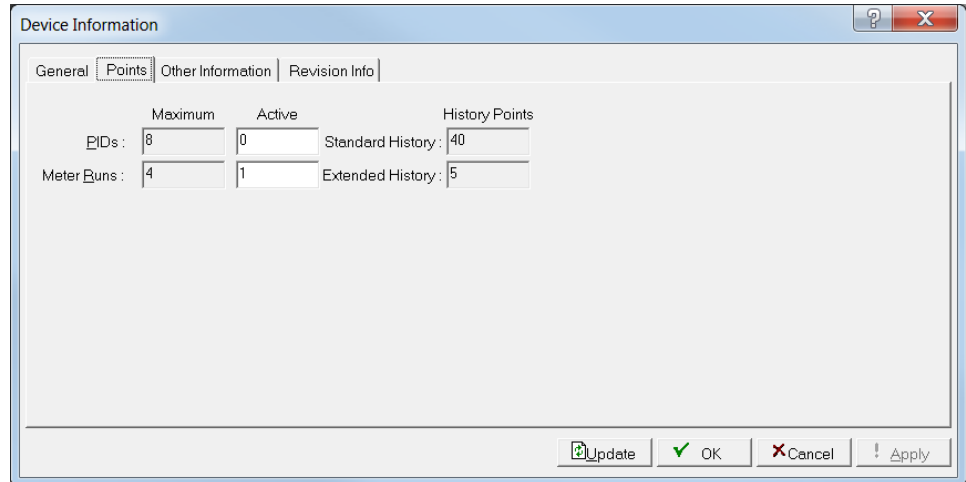 Device Information
General Points Other Information Revision Info
Maximum Active History Points
PIDs : 8 0 Standard History : 40
Meter Runs : 4 1 Extended History : 5
Update OK Cancel ! Apply